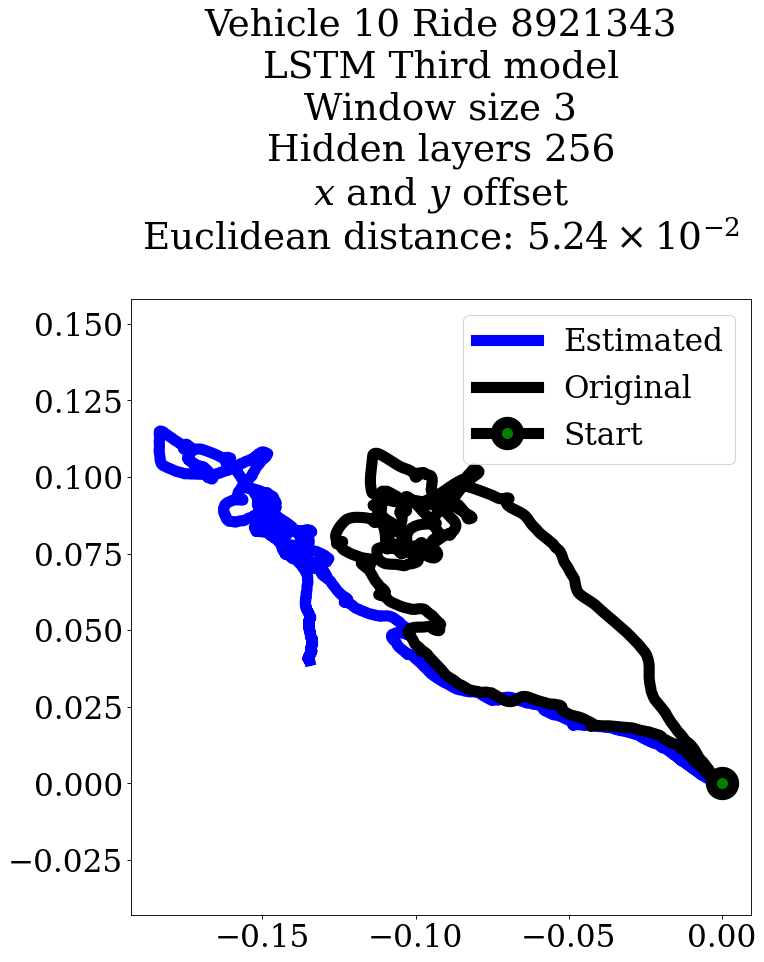 Vehicle 10 Ride 8921343
LSTM Third model
Window size 3
Hidden layers 256
x and y offset
Euclidean distance: 5.24 × 10⁻²
Estimated
Original
Start
0.150
0.125
0.100
0.075
0.050
0.025
0.000
−0.025
−0.15 −0.10 −0.05 0.00